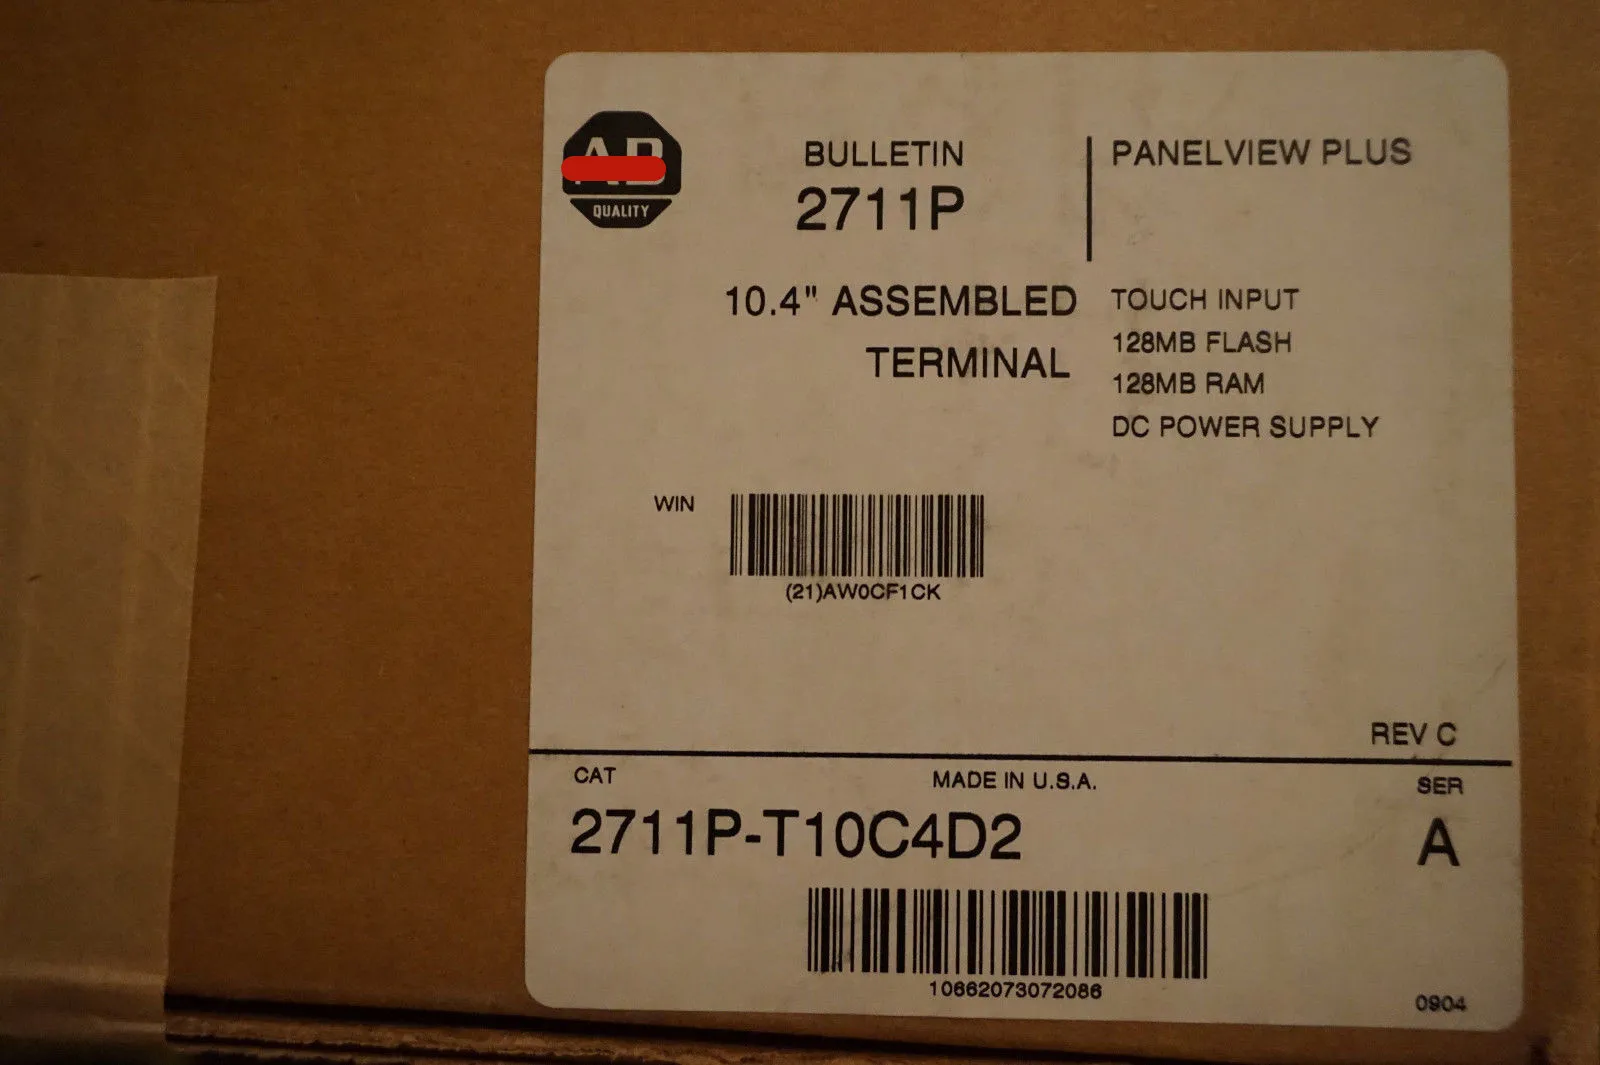 QUALITY
BULLETIN
2711P
PANELVIEW PLUS
10.4" ASSEMBLED
TERMINAL
TOUCH INPUT
128MB FLASH
128MB RAM
DC POWER SUPPLY
WIN
(21)AW0CF1CK
REV C
CAT
MADE IN U.S.A.
SER
2711P-T10C4D2
A
10662073072086
0904